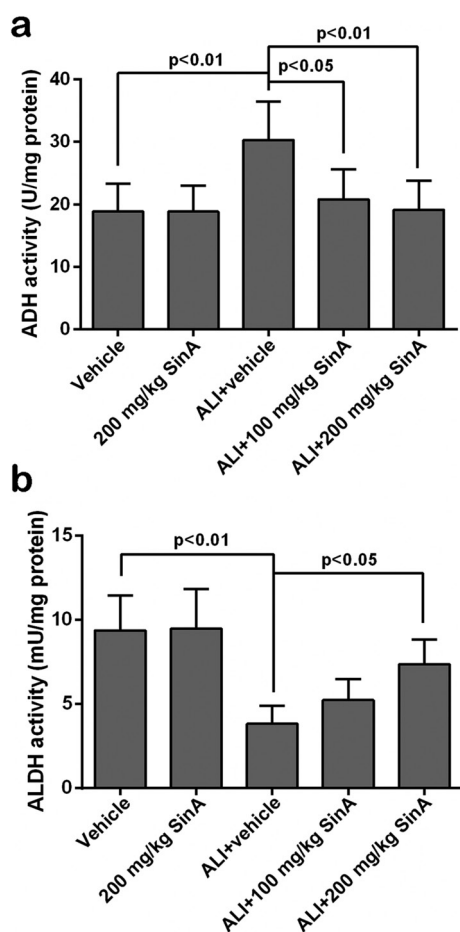 a
p<0.01
p<0.01
p<0.05
ADH activity (U/mg protein)
40
30
20
10
0
Vehicle
200 mg/kg SinA
ALI+vehicle
ALI+100 mg/kg SinA
ALI+200 mg/kg SinA
b
p<0.01
p<0.05
ALDH activity (mU/mg protein)
15
10
5
0
Vehicle
200 mg/kg SinA
ALI+vehicle
ALI+100 mg/kg SinA
ALI+200 mg/kg SinA